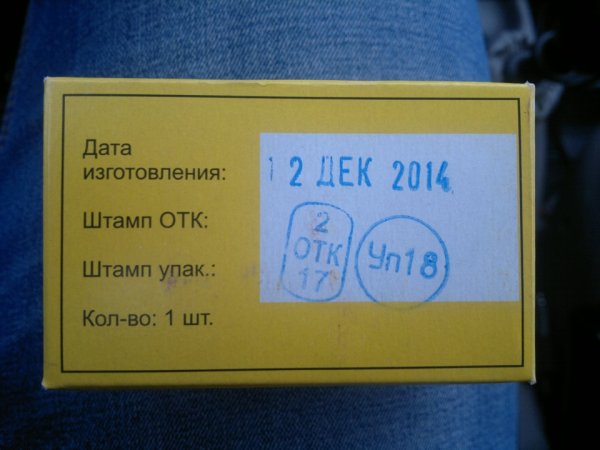 Дата
изготовления:
12 ДЕК 2014
Штамп ОТК:
2
ОТК
17
Штамп упак.:
Уп18
Кол-во: 1 шт.